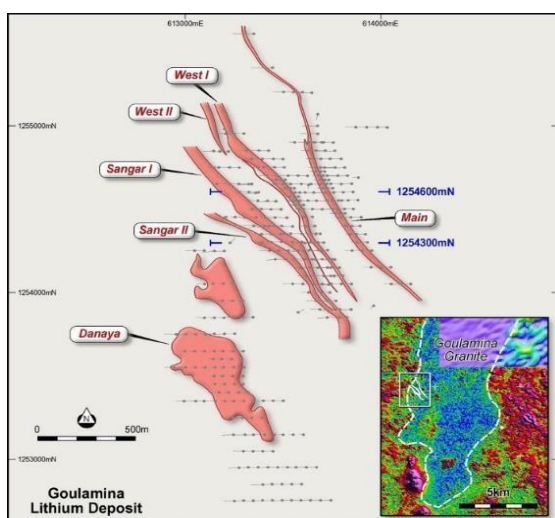 613000mE
614000mE
West I
West II
1255000mN
Sangar I
1254600mN
Main
Sangar II
1254300mN
1254000mN
Danaya
Goulamina
Granite
N
0
500m
1253000mN
Goulamina
Lithium Deposit
5km